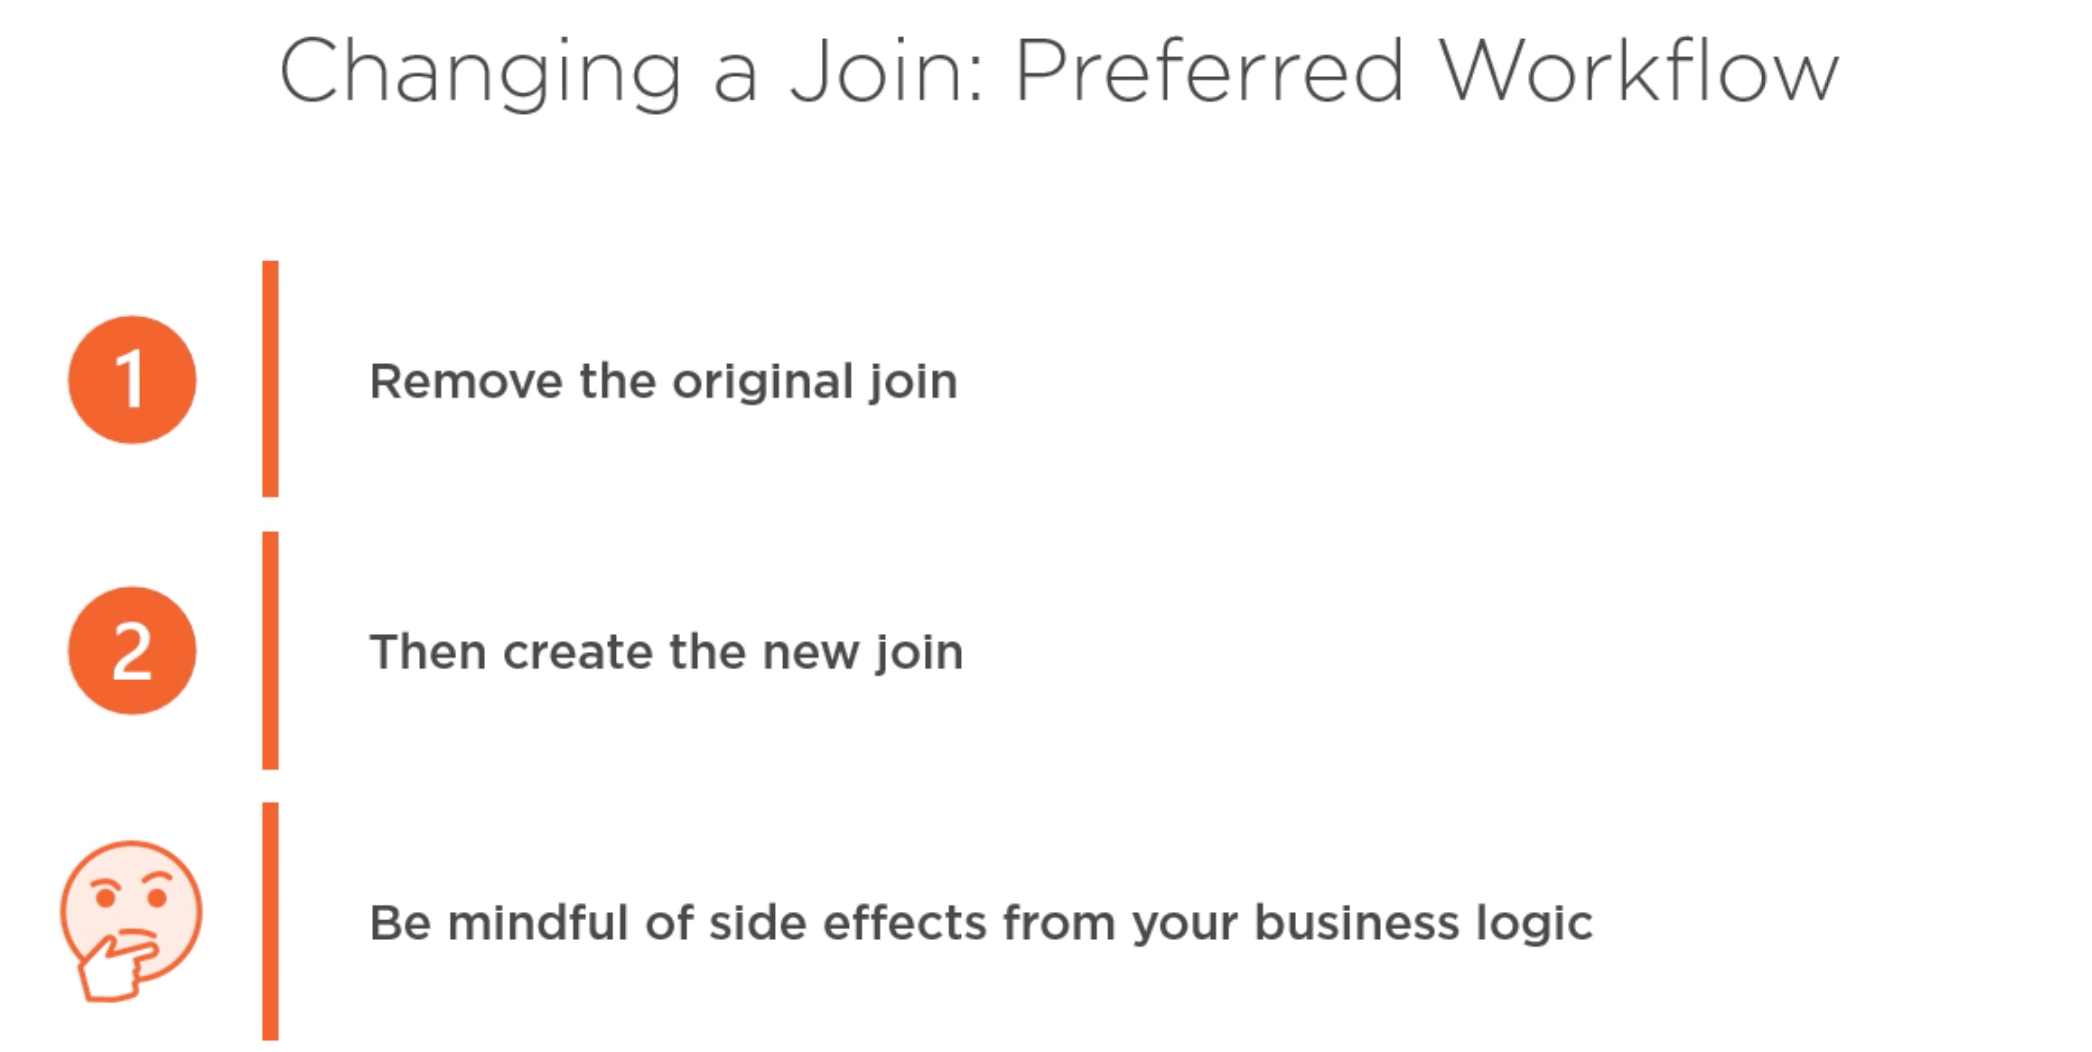 Changing a Join: Preferred Workflow
1
Remove the original join
2
Then create the new join
Be mindful of side effects from your business logic